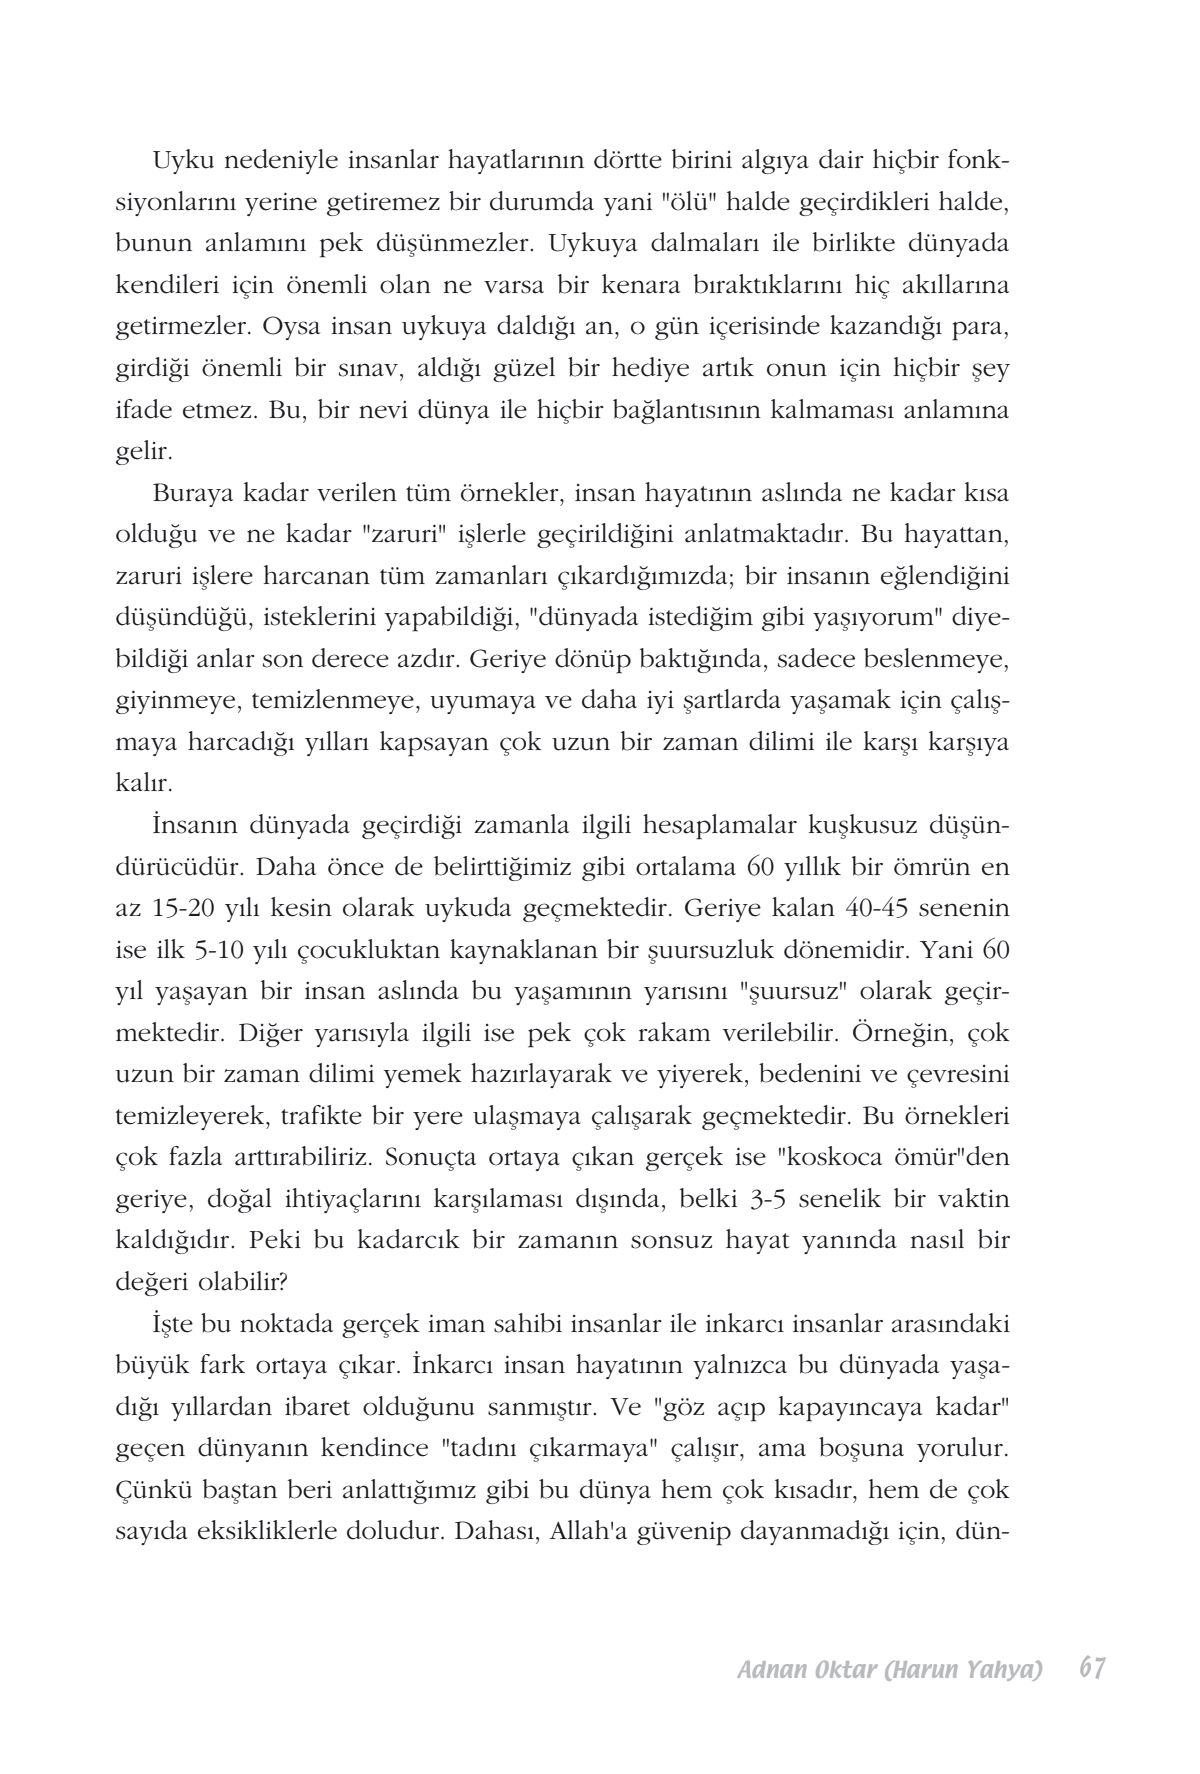 Uyku nedeniyle insanlar hayatlarının dörtte birini algıya dair hiçbir fonk-
siyonlarını yerine getiremez bir durumda yani "ölü" halde geçirdikleri halde,
bunun anlamını pek düşünmezler. Uykuya dalmaları ile birlikte dünyada
kendileri için önemli olan ne varsa bir kenara bıraktıklarını hiç akıllarına
getirmezler. Oysa insan uykuya daldığı an, o gün içerisinde kazandığı para,
girdiği önemli bir sınav, aldığı güzel bir hediye artık onun için hiçbir şey
ifade etmez. Bu, bir nevi dünya ile hiçbir bağlantısının kalmaması anlamına
gelir.
Buraya kadar verilen tüm örnekler, insan hayatının aslında ne kadar kısa
olduğu ve ne kadar "zaruri" işlerle geçirildiğini anlatmaktadır. Bu hayattan,
zaruri işlere harcanan tüm zamanları çıkardığımızda; bir insanın eğlendiğini
düşündüğü, isteklerini yapabildiği, "dünyada istediğim gibi yaşıyorum" diye-
bildiği anlar son derece azdır. Geriye dönüp baktığında, sadece beslenmeye,
giyinmeye, temizlenmeye, uyumaya ve daha iyi şartlarda yaşamak için çalış-
maya harcadığı yılları kapsayan çok uzun bir zaman dilimi ile karşı karşıya
kalır.
İnsanın dünyada geçirdiği zamanla ilgili hesaplamalar kuşkusuz düşün-
dürücüdür. Daha önce de belirttiğimiz gibi ortalama 60 yıllık bir ömrün en
az 15-20 yılı kesin olarak uykuda geçmektedir. Geriye kalan 40-45 senenin
ise ilk 5-10 yılı çocukluktan kaynaklanan bir şuursuzluk dönemidir. Yani 60
yıl yaşayan bir insan aslında bu yaşamının yarısını "şuursuz" olarak geçir-
mektedir. Diğer yarısıyla ilgili ise pek çok rakam verilebilir. Örneğin, çok
uzun bir zaman dilimi yemek hazırlayarak ve yiyerek, bedenini ve çevresini
temizleyerek, trafikte bir yere ulaşmaya çalışarak geçmektedir. Bu örnekleri
çok fazla arttırabiliriz. Sonuçta ortaya çıkan gerçek ise "koskoca ömür"den
geriye, doğal ihtiyaçlarını karşılaması dışında, belki 3-5 senelik bir vaktin
kaldığıdır. Peki bu kadarcık bir zamanın sonsuz hayat yanında nasıl bir
değeri olabilir?
İşte bu noktada gerçek iman sahibi insanlar ile inkarcı insanlar arasındaki
büyük fark ortaya çıkar. İnkarcı insan hayatının yalnızca bu dünyada yaşa-
dığı yıllardan ibaret olduğunu sanmıştır. Ve "göz açıp kapayıncaya kadar"
geçen dünyanın kendince "tadını çıkarmaya" çalışır, ama boşuna yorulur.
Çünkü baştan beri anlattığımız gibi bu dünya hem çok kısadır, hem de çok
sayıda eksikliklerle doludur. Dahası, Allah'a güvenip dayanmadığı için, dün-
Adnan Oktar (Harun Yahya) 67